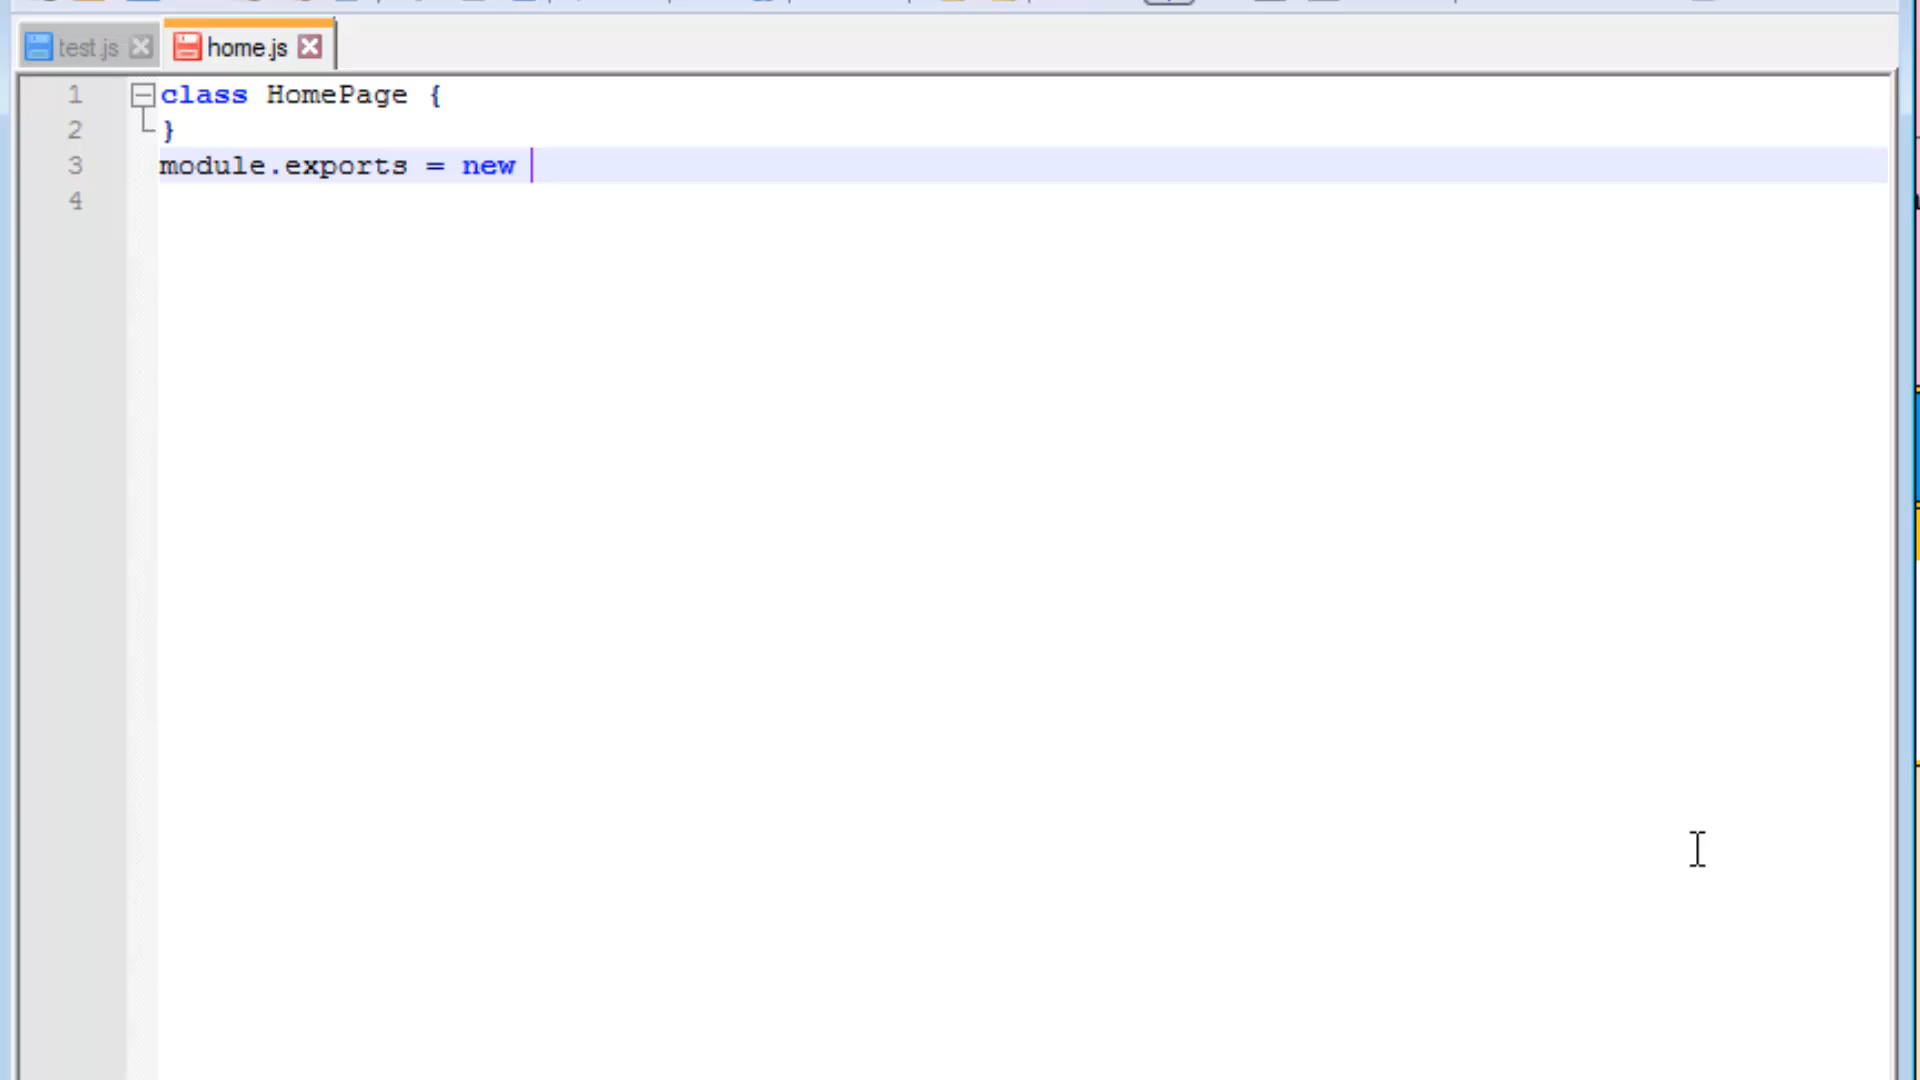 test.js home.js
1 class HomePage {
2 }
3 module.exports = new
4